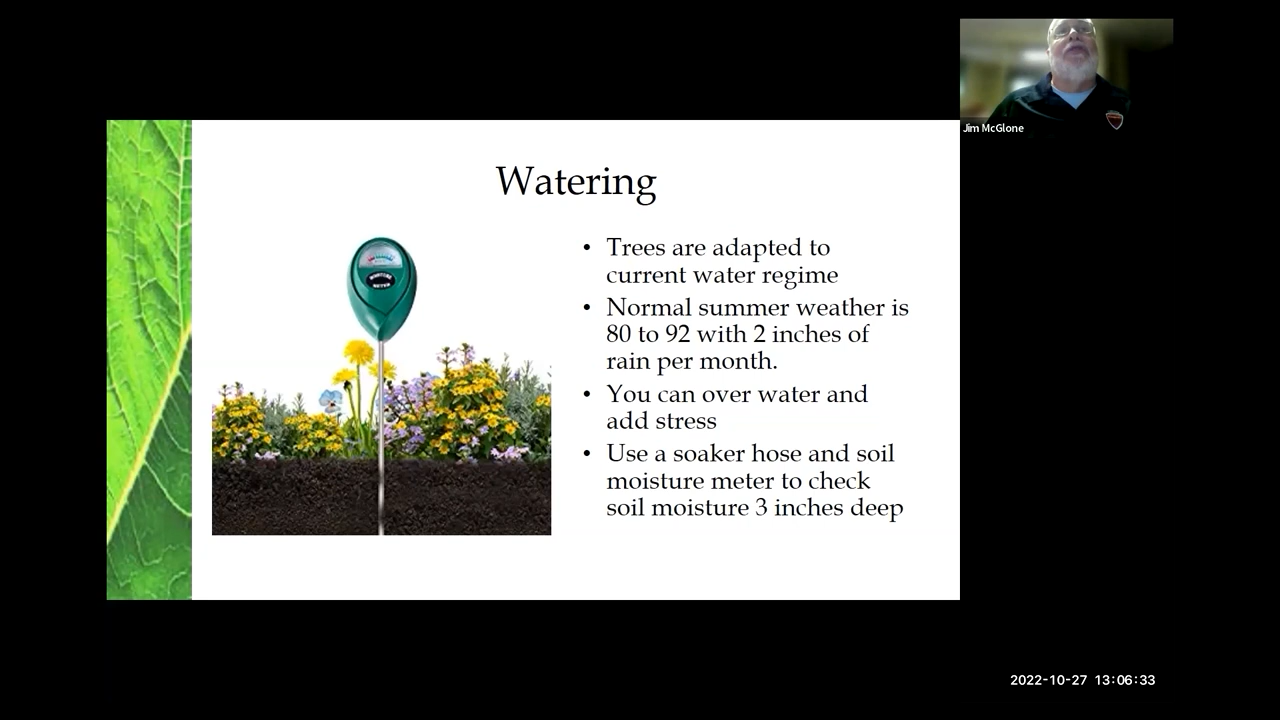 Jim McGlone
Watering
• Trees are adapted to
current water regime
• Normal summer weather is
80 to 92 with 2 inches of
rain per month.
• You can over water and
add stress
• Use a soaker hose and soil
moisture meter to check
soil moisture 3 inches deep
MOISTURE
METER
2022-10-27 13:06:33